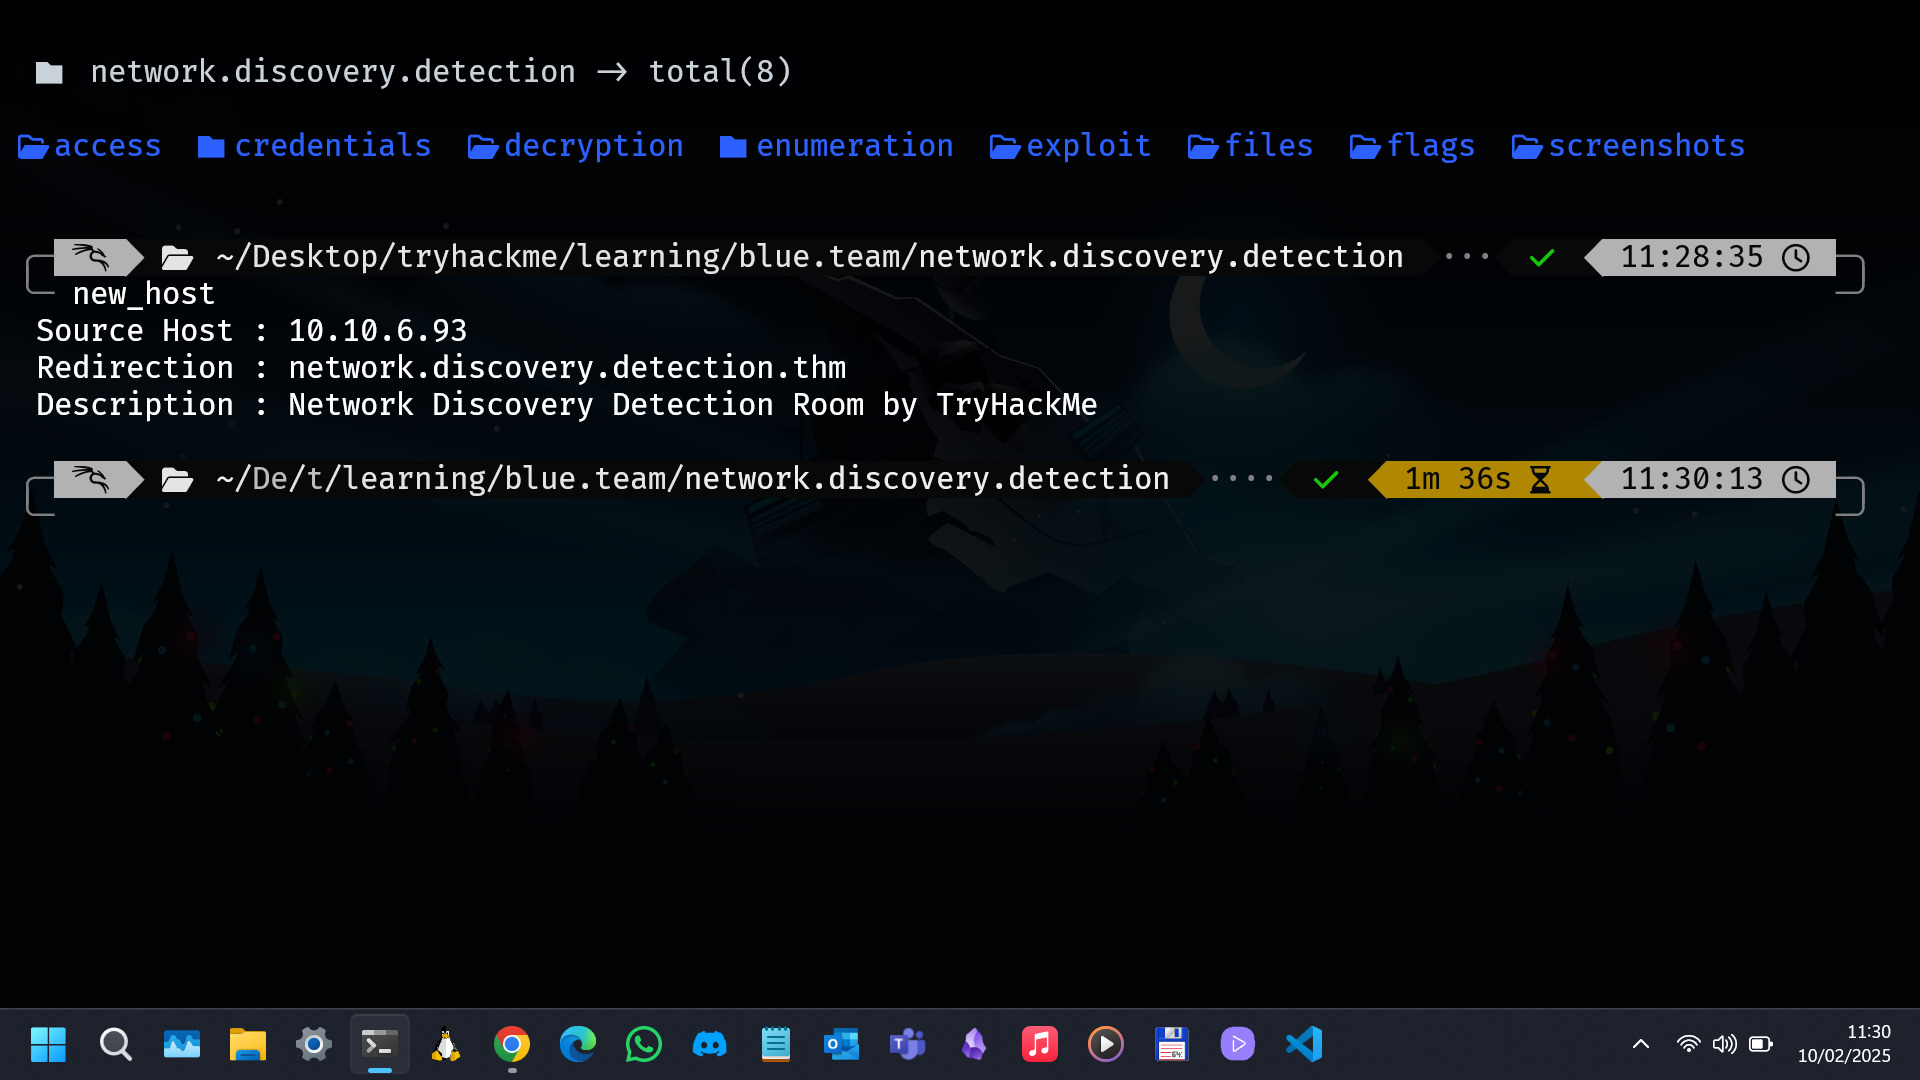 network.discovery.detection → total(8)
access credentials decryption enumeration exploit files flags screenshots
~/Desktop/tryhackme/learning/blue.team/network.discovery.detection ··· ✓ 11:28:35
new_host
Source Host : 10.10.6.93
Redirection : network.discovery.detection.thm
Description : Network Discovery Detection Room by TryHackMe
~/De/t/learning/blue.team/network.discovery.detection ···· ✓ 1m 36s 11:30:13
11:30
10/02/2025